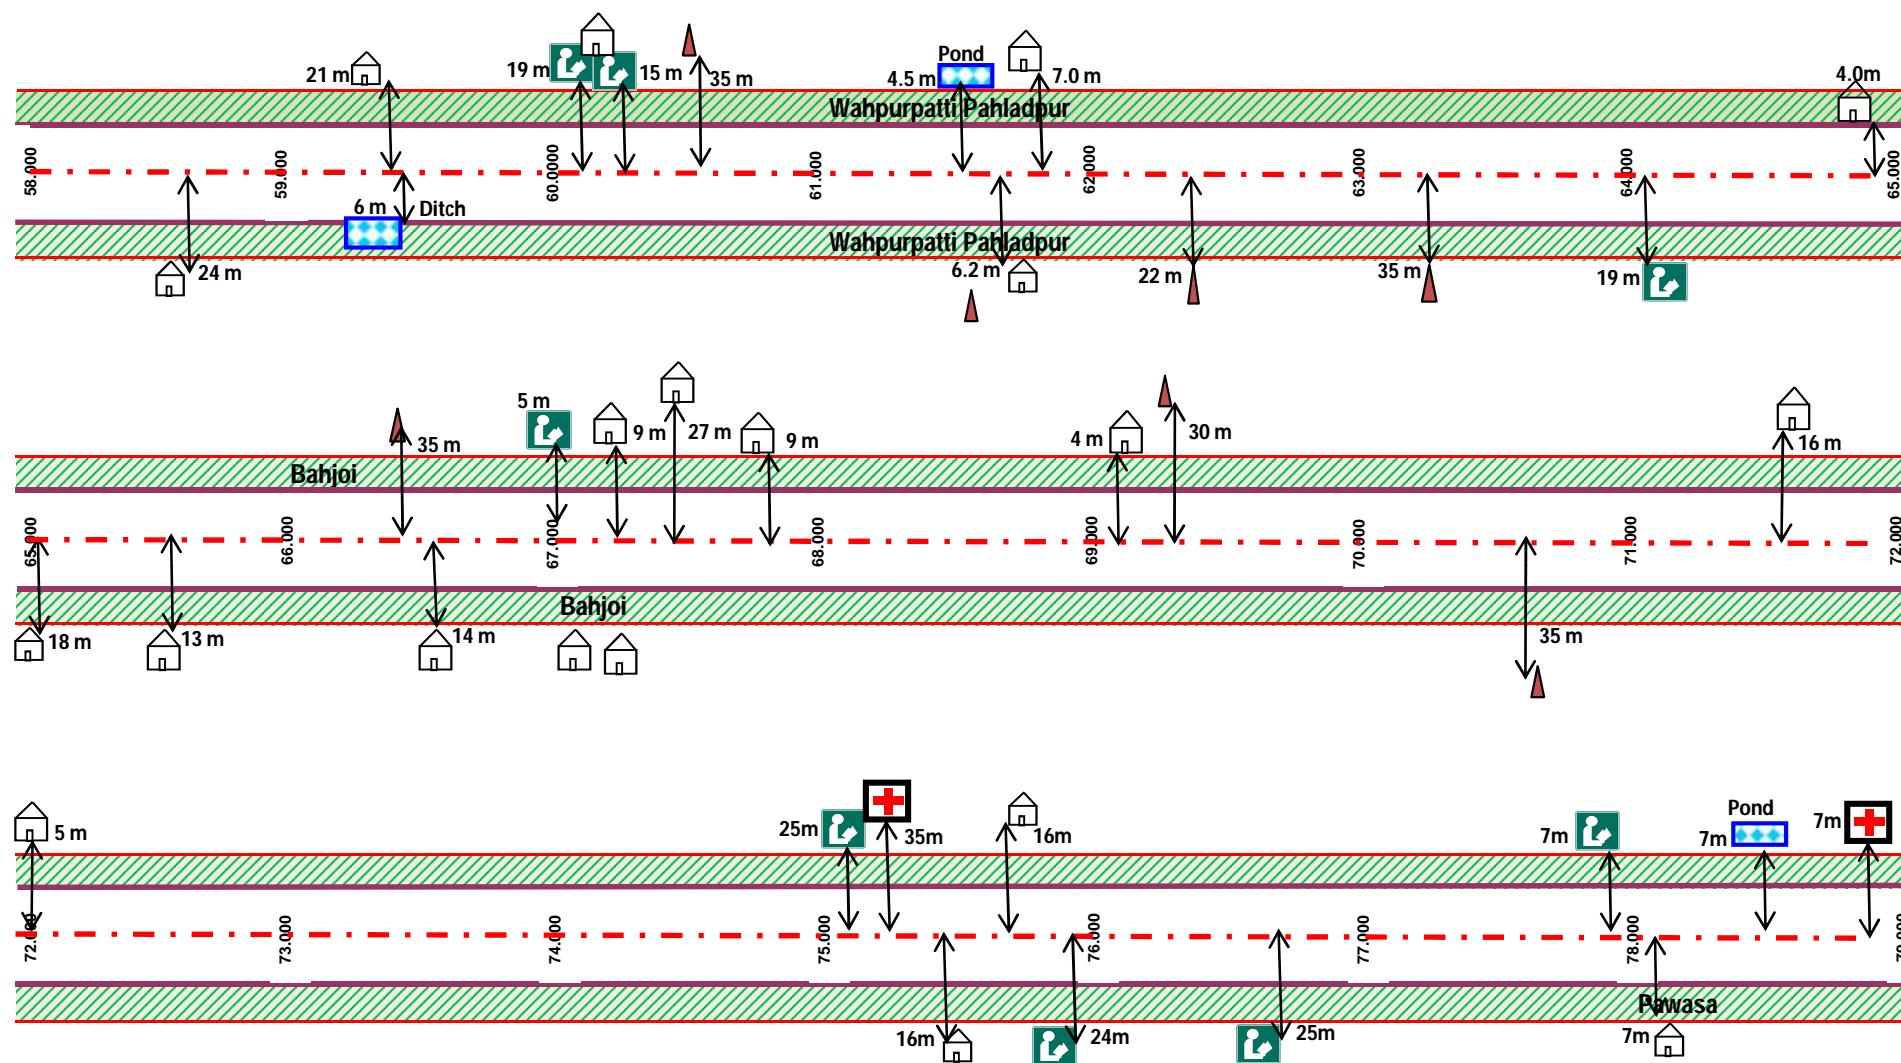 Pond
21 m
19 m
15 m
35 m
4.5 m
7.0 m
4.0m
Wahpurpatti Pahladpur
58.000
59.000
60.0000
61.000
62.000
63.000
64.000
65.000
6 m
Ditch
Wahpurpatti Pahladpur
24 m
6.2 m
22 m
35 m
19 m
5 m
35 m
9 m
27 m
9 m
4 m
30 m
16 m
Bahjoi
65.000
66.000
67.000
68.000
69.000
70.000
71.000
72.000
Bahjoi
18 m
13 m
14 m
35 m
5 m
25m
35m
16m
7m
Pond
7m
7m
72.000
73.000
74.000
75.000
76.000
77.000
78.000
79.000
Pawasa
16m
24m
25m
7m